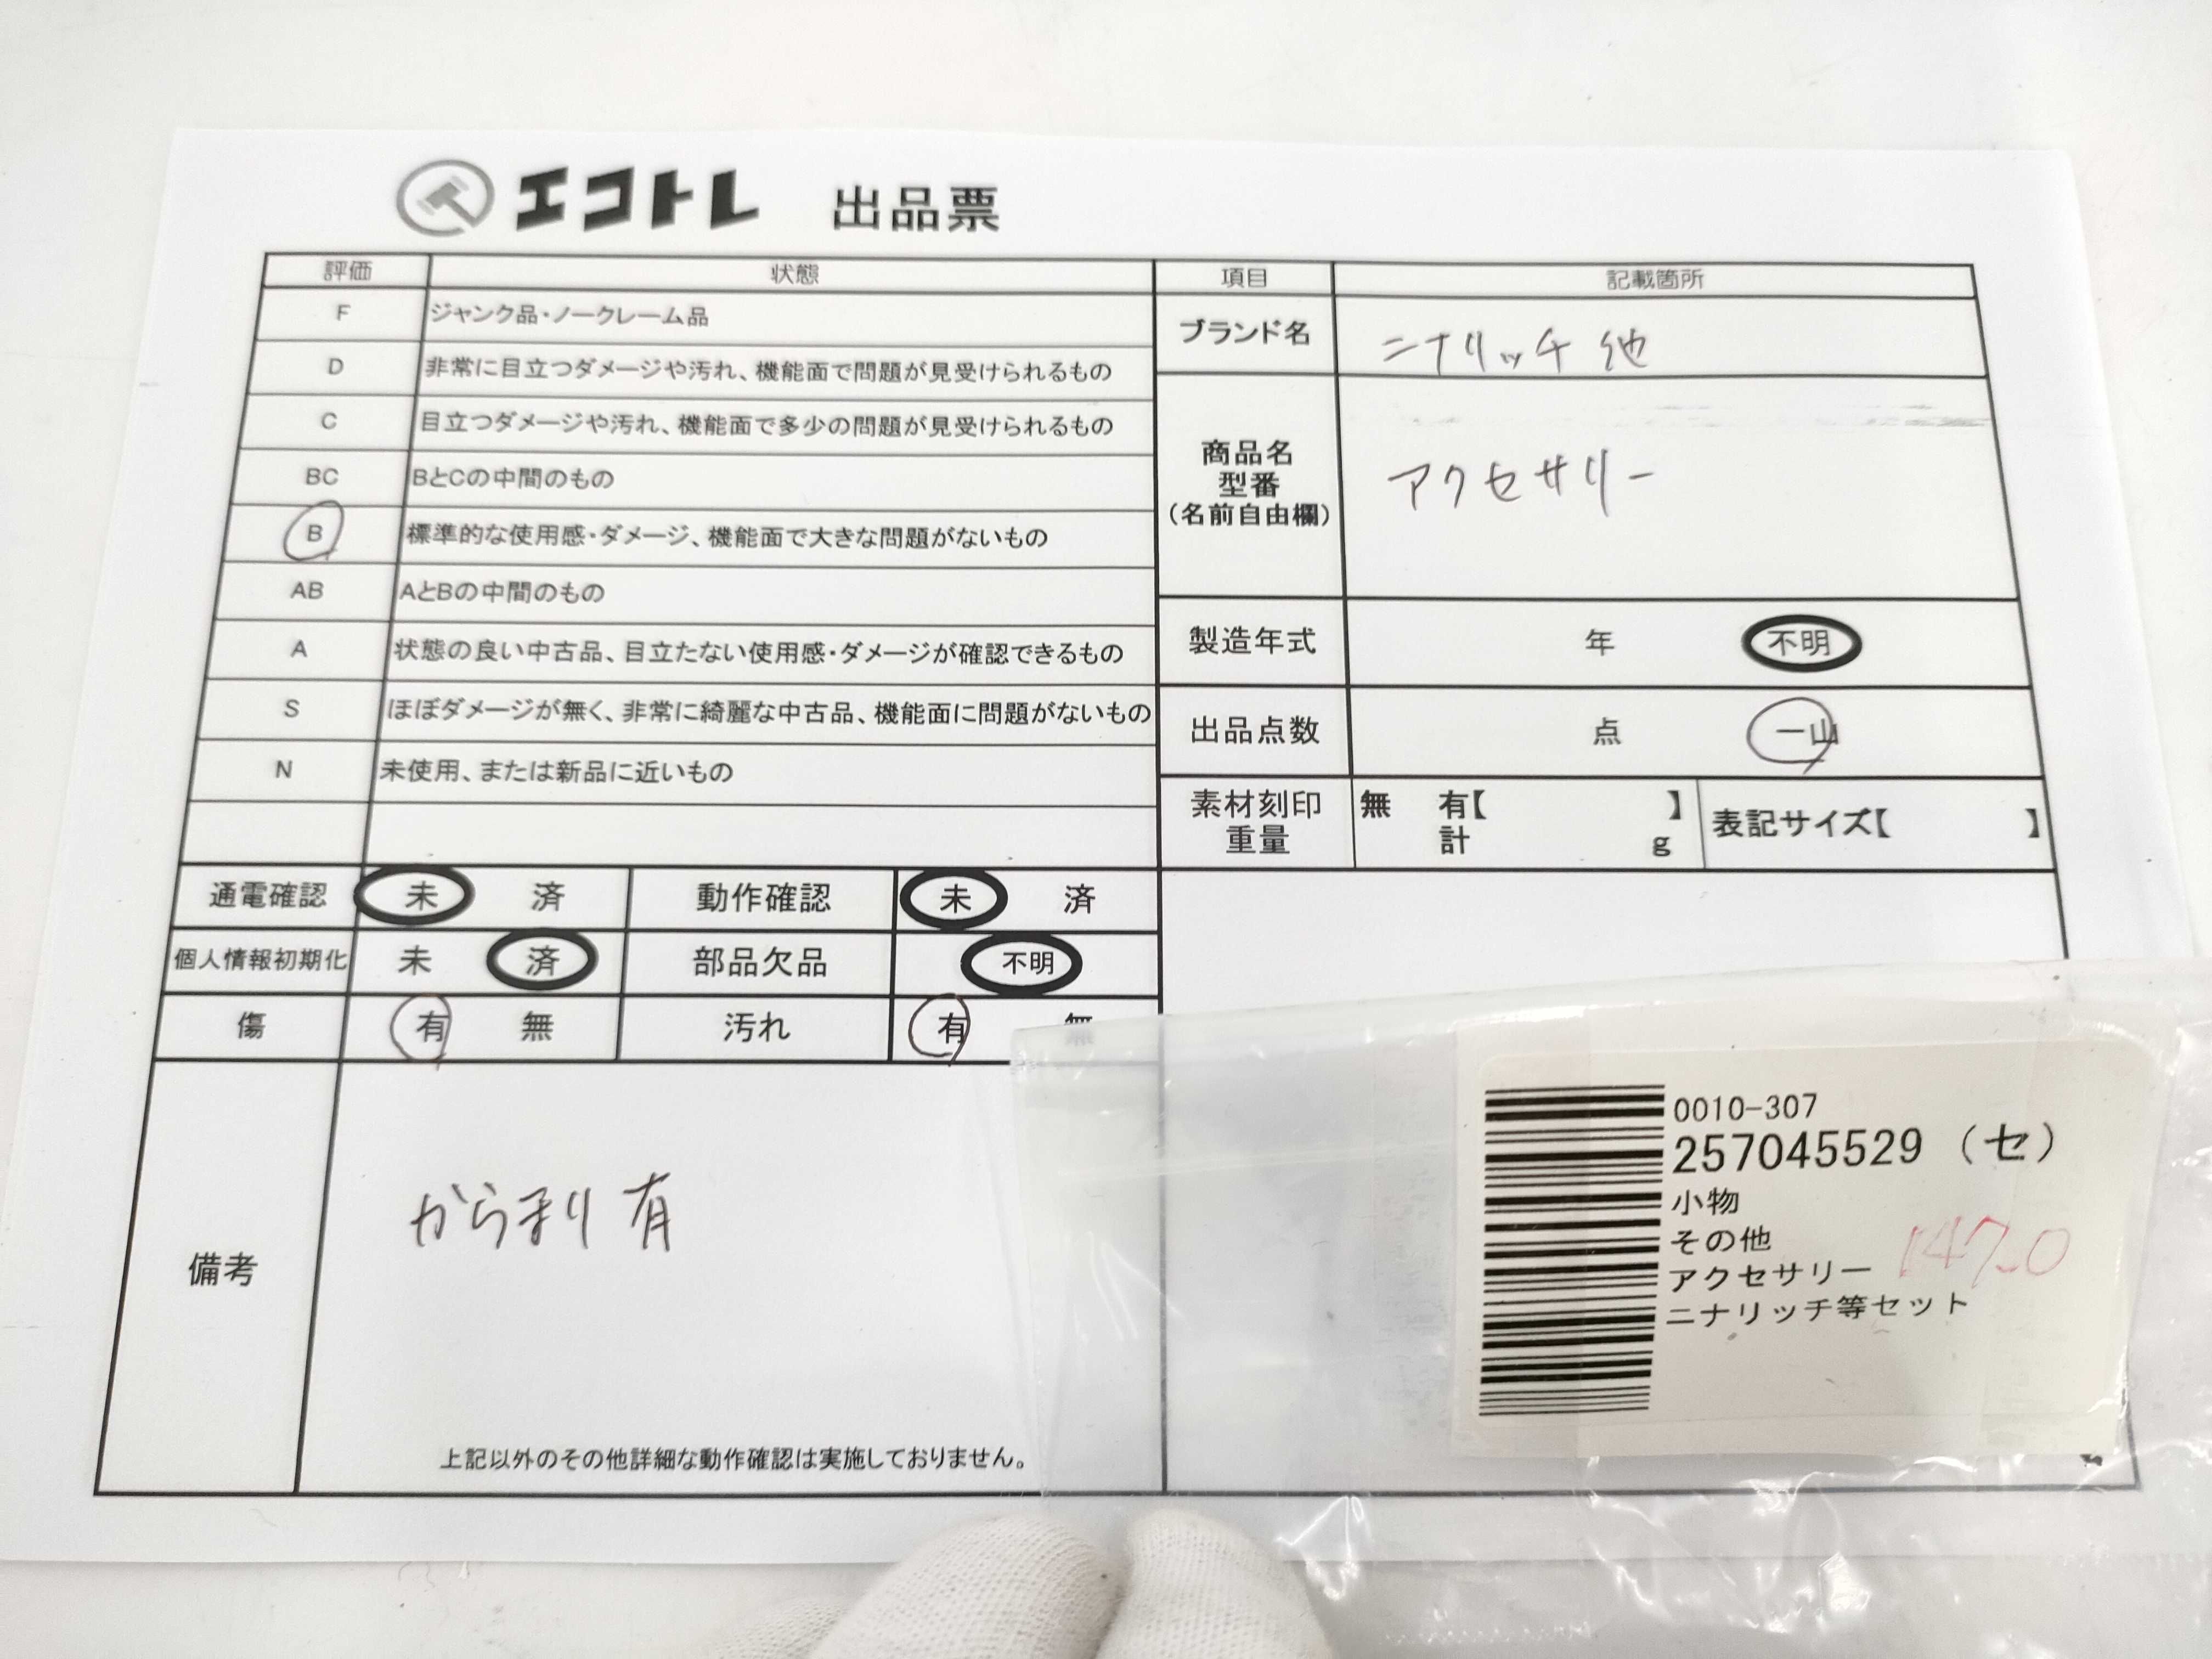 エコトレ 出品票
評価 状態 項目 記載箇所
F ジャンク品・ノークレーム品
D 非常に目立つダメージや汚れ、機能面で問題が見受けられるもの
C 目立つダメージや汚れ、機能面で多少の問題が見受けられるもの
BC BとCの中間のもの
B 標準的な使用感・ダメージ、機能面で大きな問題がないもの
AB AとBの中間のもの
A 状態の良い中古品、目立たない使用感・ダメージが確認できるもの
S ほぼダメージが無く、非常に綺麗な中古品、機能面に問題がないもの
N 未使用、または新品に近いもの
ブランド名 ニナリッチ 他
商品名
型番
(名前自由欄)
アクセサリー
製造年式 年 不明
出品点数 点 一山
素材刻印 無 有【 】
重量 計 g
表記サイズ【 】
通電確認 未 済 動作確認 未 済
個人情報初期化 未 済 部品欠品 不明
傷 有 無 汚れ 有 無
備考
からまり 有
上記以外のその他詳細な動作確認は実施しておりません。
0010-307
257045529 (セ)
小物
その他
アクセサリー
ニナリッチ等セット